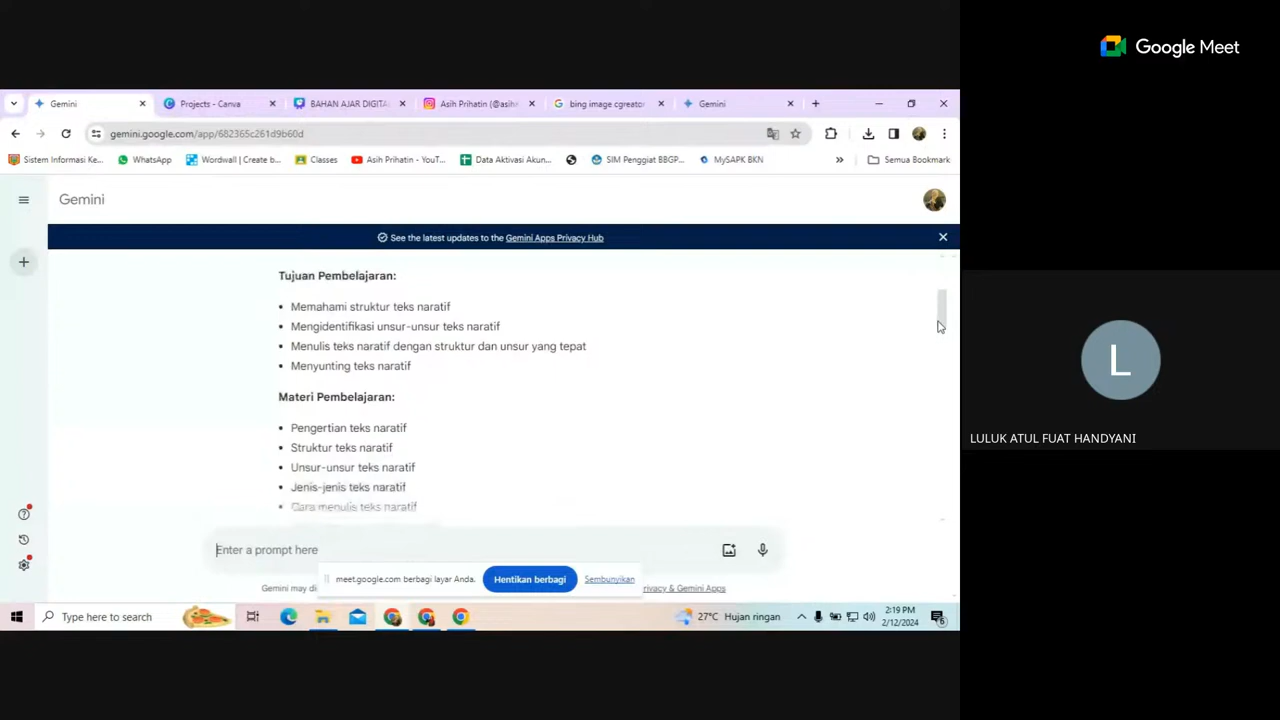 Google Meet
Gemini
Projects - Canva
BAHAN AJAR DIGITA
Asih Prihatin (@asih
bing image cgreator
Gemini
gemini.google.com/app/682365c261d9b60d
Sistem Informasi Ke...
WhatsApp
Wordwall | Create b...
Classes
Asih Prihatin - YouT...
Data Aktivasi Akun...
SIM Penggiat BBGP...
MySAPK BKN
Semua Bookmark
Gemini
See the latest updates to the Gemini Apps Privacy Hub
Tujuan Pembelajaran:
• Memahami struktur teks naratif
• Mengidentifikasi unsur-unsur teks naratif
• Menulis teks naratif dengan struktur dan unsur yang tepat
• Menyunting teks naratif
Materi Pembelajaran:
• Pengertian teks naratif
• Struktur teks naratif
• Unsur-unsur teks naratif
• Jenis-jenis teks naratif
• Cara menulis teks naratif
Enter a prompt here
meet.google.com berbagi layar Anda.
Hentikan berbagi
Sembunyikan
Gemini may di
rivacy & Gemini Apps
L
LULUK ATUL FUAT HANDYANI
Type here to search
27°C Hujan ringan
2:19 PM
2/12/2024
6